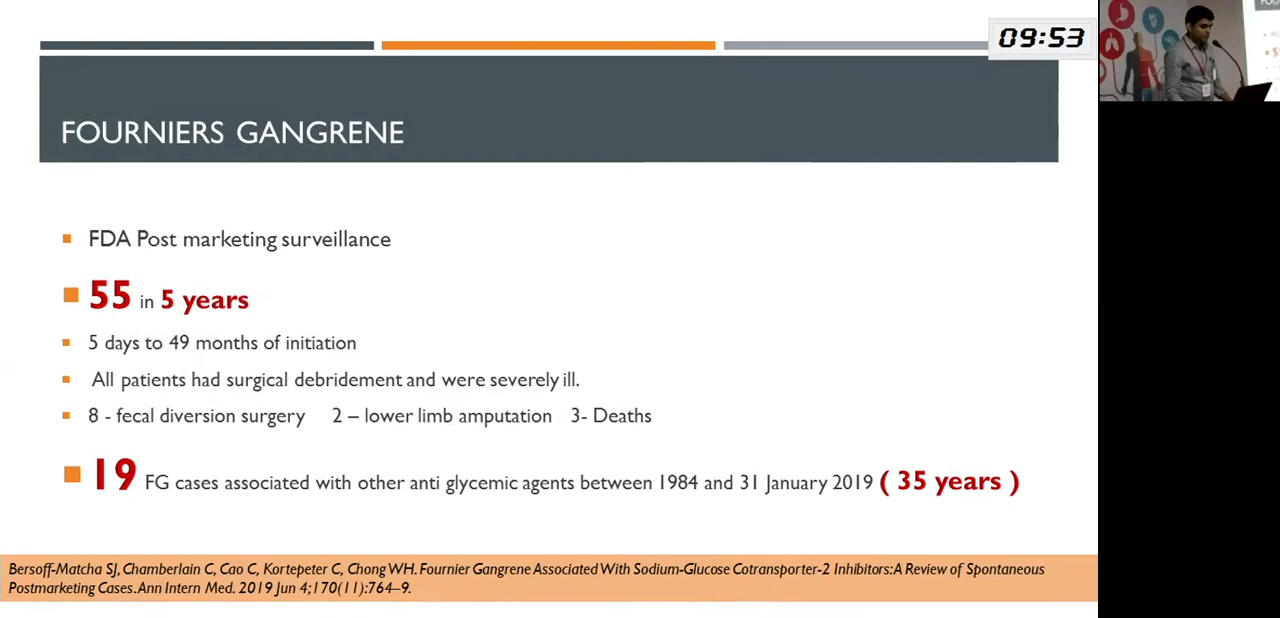 09:53
FOURNIERS GANGRENE
FDA Post marketing surveillance
55 in 5 years
5 days to 49 months of initiation
All patients had surgical debridement and were severely ill.
8 - fecal diversion surgery 2 – lower limb amputation 3- Deaths
19 FG cases associated with other anti glycemic agents between 1984 and 31 January 2019 ( 35 years )
Bersoff-Matcha SJ, Chamberlain C, Cao C, Kortepeter C, Chong WH. Fournier Gangrene Associated With Sodium-Glucose Cotransporter-2 Inhibitors: A Review of Spontaneous
Postmarketing Cases. Ann Intern Med. 2019 Jun 4;170(11):764–9.